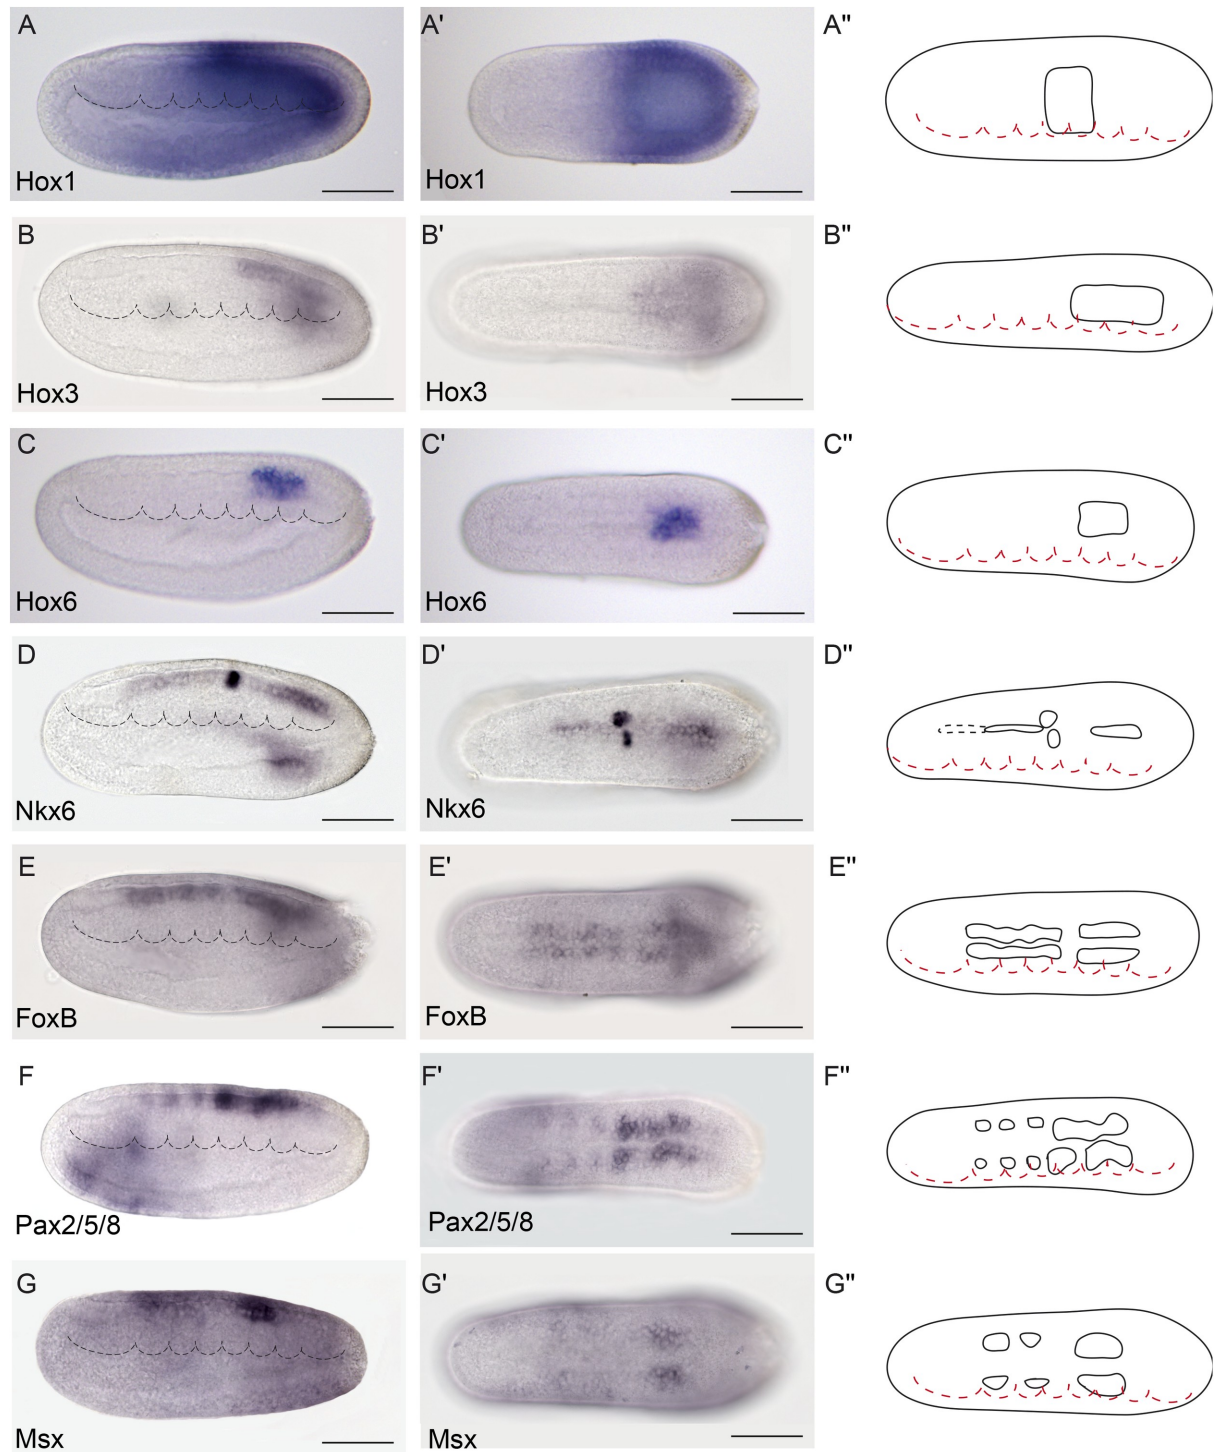 A A' A''
Hox1 Hox1
B B' B''
Hox3 Hox3
C C' C''
Hox6 Hox6
D D' D''
Nkx6 Nkx6
E E' E''
FoxB FoxB
F F' F''
Pax2/5/8 Pax2/5/8
G G' G''
Msx Msx